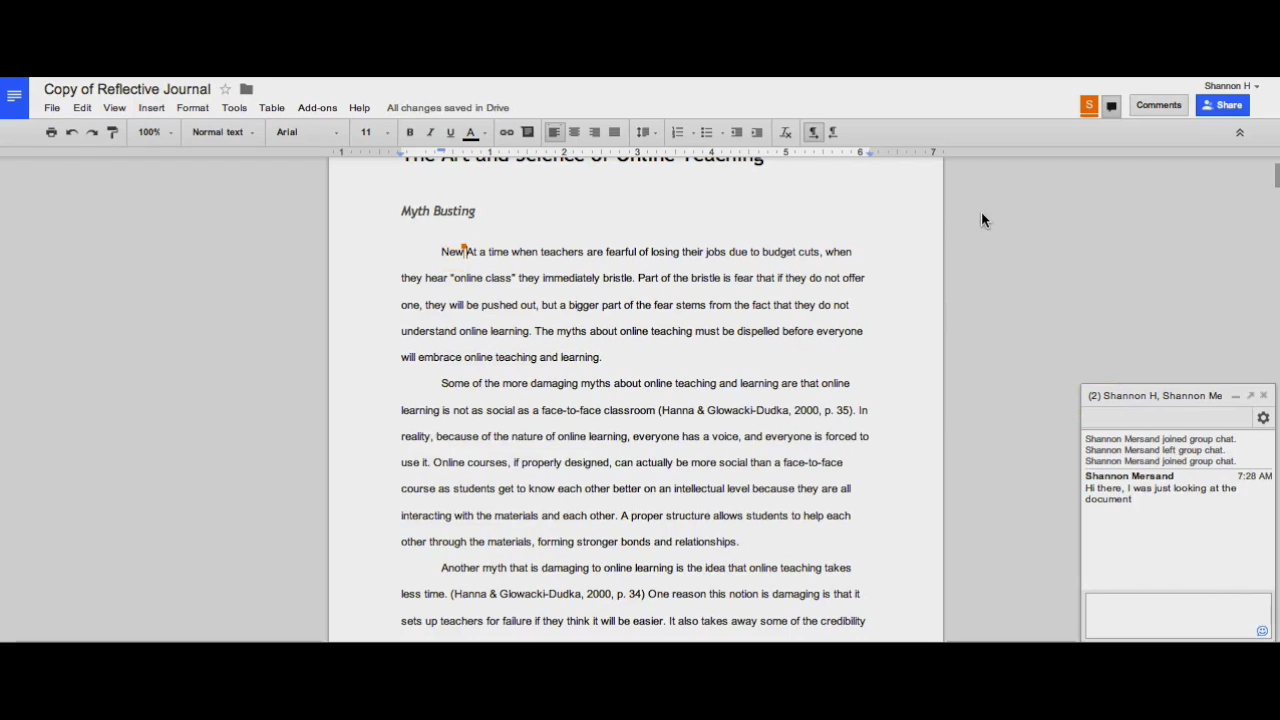 Copy of Reflective Journal
Shannon H
File Edit View Insert Format Tools Table Add-ons Help All changes saved in Drive
S Comments Share
100% Normal text Arial 11 B I U A
1 1 2 3 4 5 6 7
The Art and Science of Online Teaching
Myth Busting
New At a time when teachers are fearful of losing their jobs due to budget cuts, when
they hear "online class" they immediately bristle. Part of the bristle is fear that if they do not offer
one, they will be pushed out, but a bigger part of the fear stems from the fact that they do not
understand online learning. The myths about online teaching must be dispelled before everyone
will embrace online teaching and learning.
Some of the more damaging myths about online teaching and learning are that online
learning is not as social as a face-to-face classroom (Hanna & Glowacki-Dudka, 2000, p. 35). In
reality, because of the nature of online learning, everyone has a voice, and everyone is forced to
use it. Online courses, if properly designed, can actually be more social than a face-to-face
course as students get to know each other better on an intellectual level because they are all
interacting with the materials and each other. A proper structure allows students to help each
other through the materials, forming stronger bonds and relationships.
Another myth that is damaging to online learning is the idea that online teaching takes
less time. (Hanna & Glowacki-Dudka, 2000, p. 34) One reason this notion is damaging is that it
sets up teachers for failure if they think it will be easier. It also takes away some of the credibility
(2) Shannon H, Shannon Me
Shannon Mersand joined group chat.
Shannon Mersand left group chat.
Shannon Mersand joined group chat.
Shannon Mersand 7:28 AM
Hi there, I was just looking at the
document